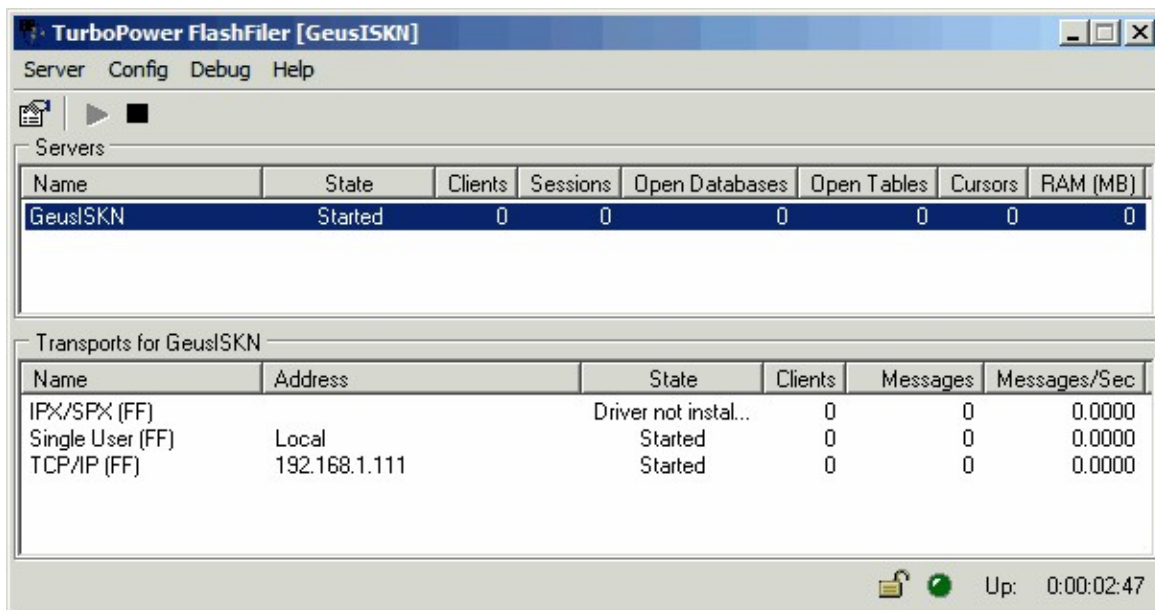 TurboPower FlashFiler [GeusISKN]
Server Config Debug Help
Servers
Name State Clients Sessions Open Databases Open Tables Cursors RAM (MB)
GeusISKN Started 0 0 0 0 0 0
Transports for GeusISKN
Name Address State Clients Messages Messages/Sec
IPX/SPX (FF) Driver not instal... 0 0 0.0000
Single User (FF) Local Started 0 0 0.0000
TCP/IP (FF) 192.168.1.111 Started 0 0 0.0000
Up: 0:00:02:47